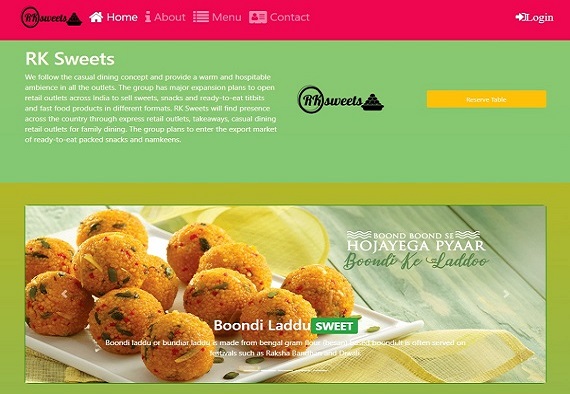 RKsweets Home About Menu Contact Login
RK Sweets
We follow the casual dining concept and provide a warm and hospitable
ambience in all the outlets. The group has major expansion plans to open
retail outlets across India to sell sweets, snacks and ready-to-eat titbits
and fast food products in different formats. RK Sweets will find presence
across the country through express retail outlets, takeaways, casual dining
retail outlets for family dining. The group plans to enter the export market
of ready-to-eat packed snacks and namkeens.
RKsweets
Reserve Table
BOOND BOOND SE
HOJAYEGA PYAAR
Boondi Ke Laddoo
Boondi Laddu SWEET
Boondi laddu or bundiar laddu is made from bengal gram flour (besan) based boondi.It is often served on
festivals such as Raksha Bandhan and Diwali.